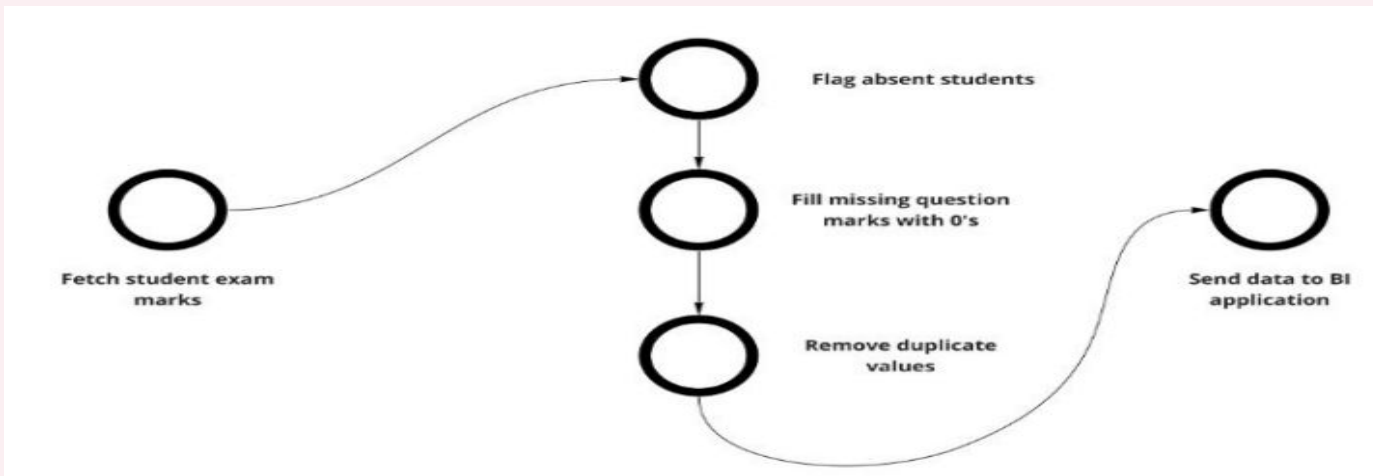 Fetch student exam
marks
Flag absent students
Fill missing question
marks with 0's
Remove duplicate
values
Send data to BI
application